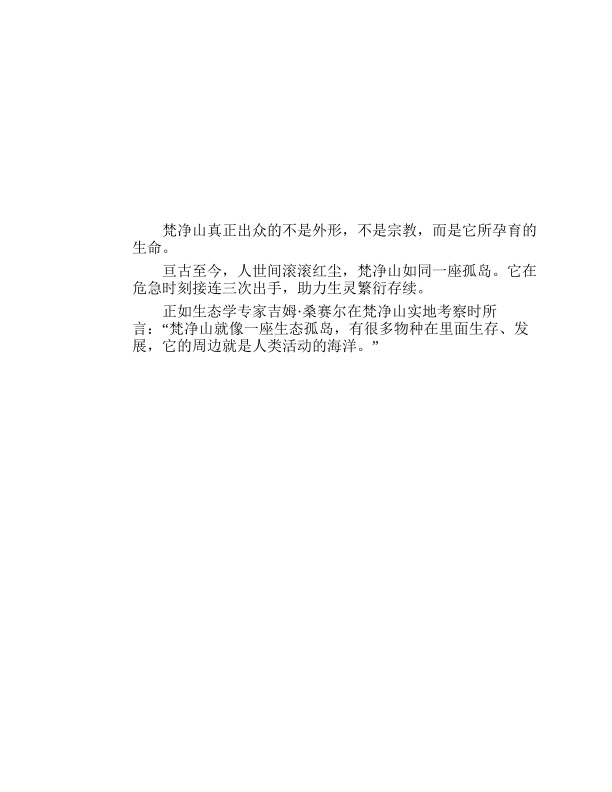 梵净山真正出众的不是外形，不是宗教，而是它所孕育的
生命。
亘古至今，人世间滚滚红尘，梵净山如同一座孤岛。它在
危急时刻接连三次出手，助力生灵繁衍存续。
正如生态学专家吉姆·桑赛尔在梵净山实地考察时所
言：“梵净山就像一座生态孤岛，有很多物种在里面生存、发
展，它的周边就是人类活动的海洋。”